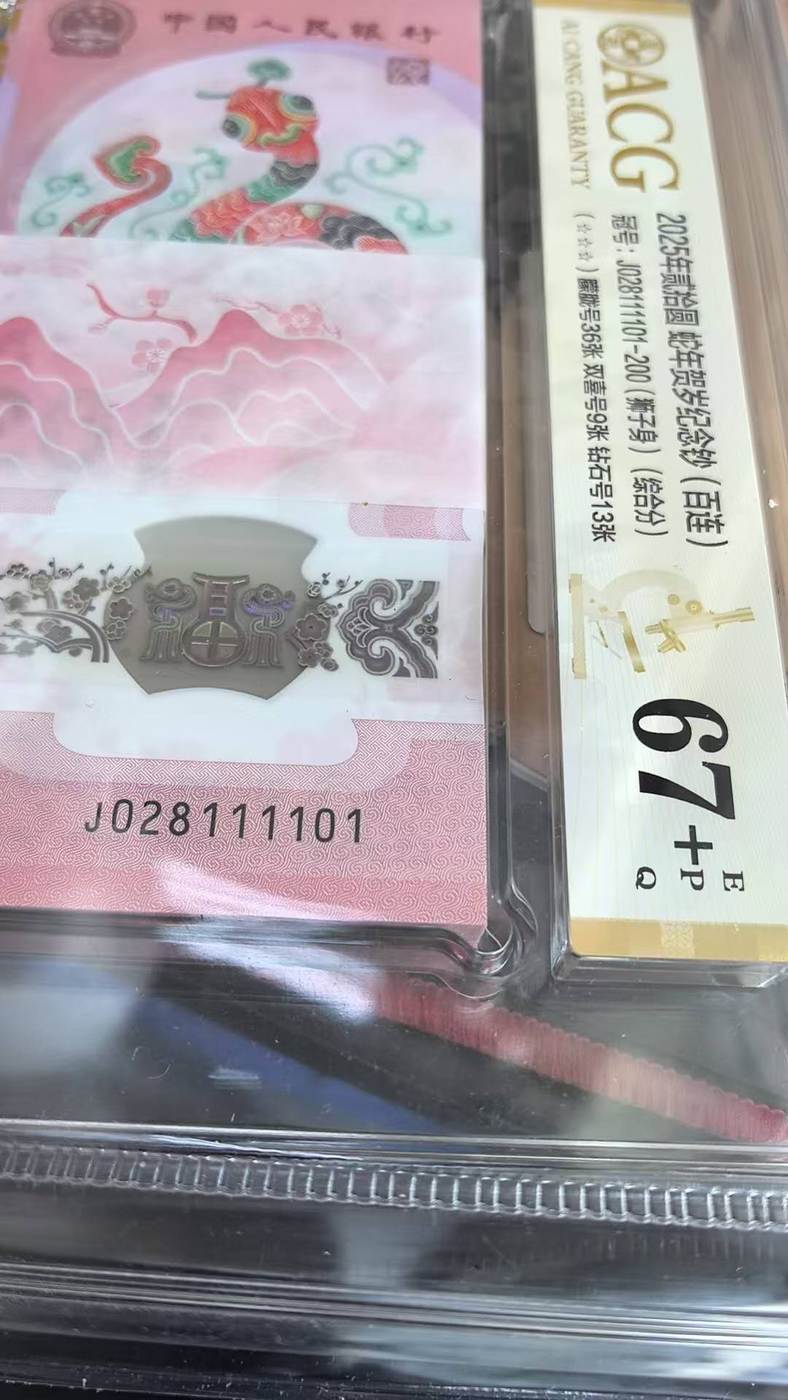 中国人民银行
J028111101
ACG
AI CANG GUARANTY
2025年贰拾圆 蛇年贺岁纪念钞（百连）
冠号：J028111101-200（狮子身）（综合分）
（☆☆☆）麒麟号36张 双喜号9张 钻石号13张
67+
E
P
Q